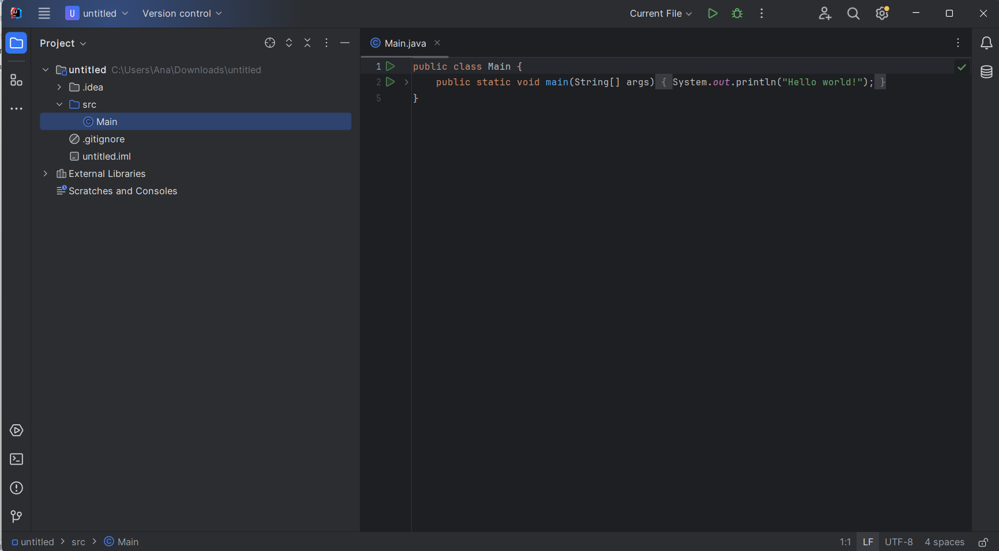 U untitled Version control Current File
Project
Main.java
untitled C:\Users\Ana\Downloads\untitled
.idea
src
Main
.gitignore
untitled.iml
External Libraries
Scratches and Consoles
1 public class Main {
2 public static void main(String[] args) { System.out.println("Hello world!"); }
5 }
untitled > src > Main 1:1 LF UTF-8 4 spaces